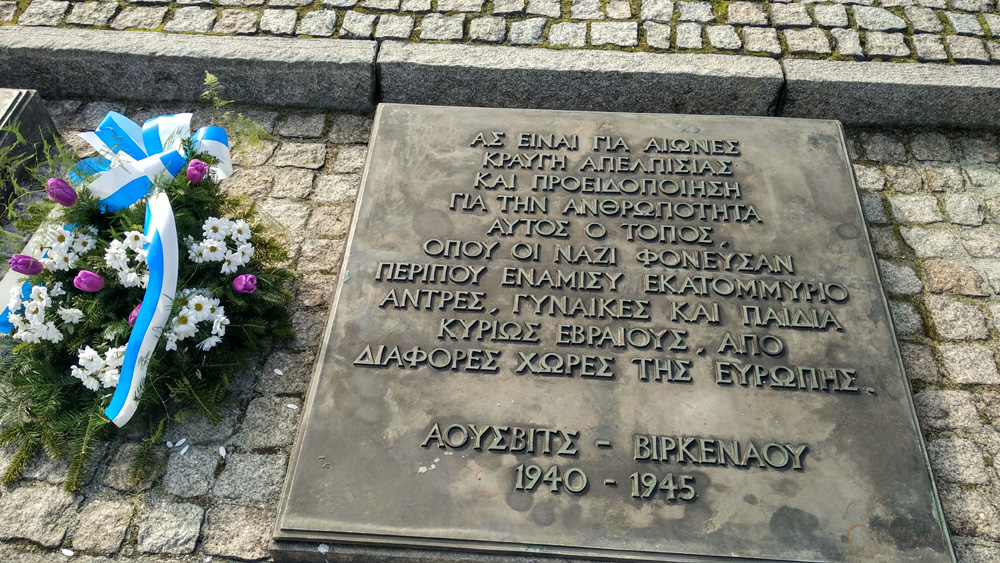 ΑΣ ΕΙΝΑΙ ΓΙΑ ΑΙΩΝΕΣ
ΚΡΑΥΓΗ ΑΠΕΛΠΙΣΙΑΣ
ΚΑΙ ΠΡΟΕΙΔΟΠΟΙΗΣΗ
ΓΙΑ ΤΗΝ ΑΝΘΡΩΠΟΤΗΤΑ
ΑΥΤΟΣ Ο ΤΟΠΟΣ,
ΟΠΟΥ ΟΙ ΝΑΖΙ ΦΟΝΕΥΣΑΝ
ΠΕΡΙΠΟΥ ΕΝΑΜΙΣΥ ΕΚΑΤΟΜΜΥΡΙΟ
ΑΝΤΡΕΣ, ΓΥΝΑΙΚΕΣ ΚΑΙ ΠΑΙΔΙΑ
ΚΥΡΙΩΣ ΕΒΡΑΙΟΥΣ, ΑΠΟ
ΔΙΑΦΟΡΕΣ ΧΩΡΕΣ ΤΗΣ ΕΥΡΩΠΗΣ.
ΑΟΥΣΒΙΤΣ - ΒΙΡΚΕΝΑΟΥ
1940 - 1945